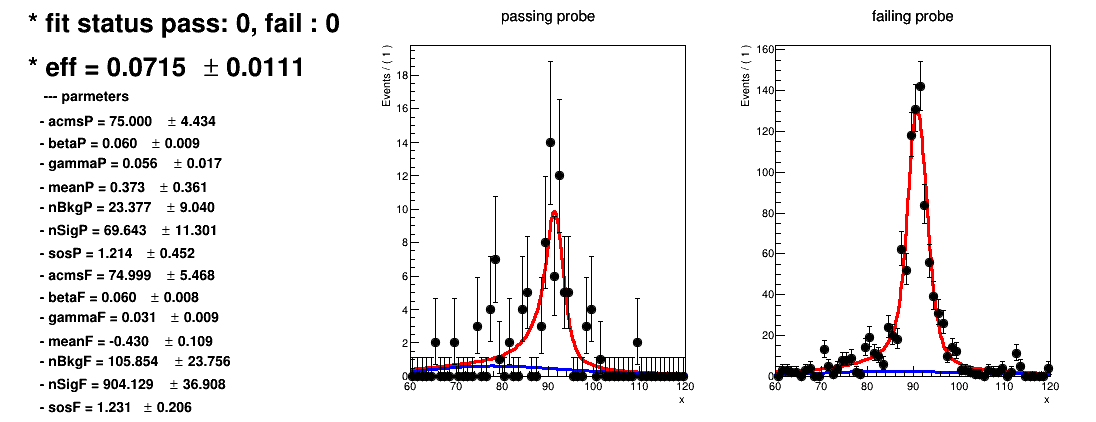 * fit status pass: 0, fail : 0
* eff = 0.0715 ± 0.0111
--- parmeters
- acmsP = 75.000 ± 4.434
- betaP = 0.060 ± 0.009
- gammaP = 0.056 ± 0.017
- meanP = 0.373 ± 0.361
- nBkgP = 23.377 ± 9.040
- nSigP = 69.643 ± 11.301
- sosP = 1.214 ± 0.452
- acmsF = 74.999 ± 5.468
- betaF = 0.060 ± 0.008
- gammaF = 0.031 ± 0.009
- meanF = -0.430 ± 0.109
- nBkgF = 105.854 ± 23.756
- nSigF = 904.129 ± 36.908
- sosF = 1.231 ± 0.206
passing probe
Events / ( 1 )
18
16
14
12
10
8
6
4
2
0
60 70 80 90 100 110 120
x
failing probe
Events / ( 1 )
160
140
120
100
80
60
40
20
0
60 70 80 90 100 110 120
x